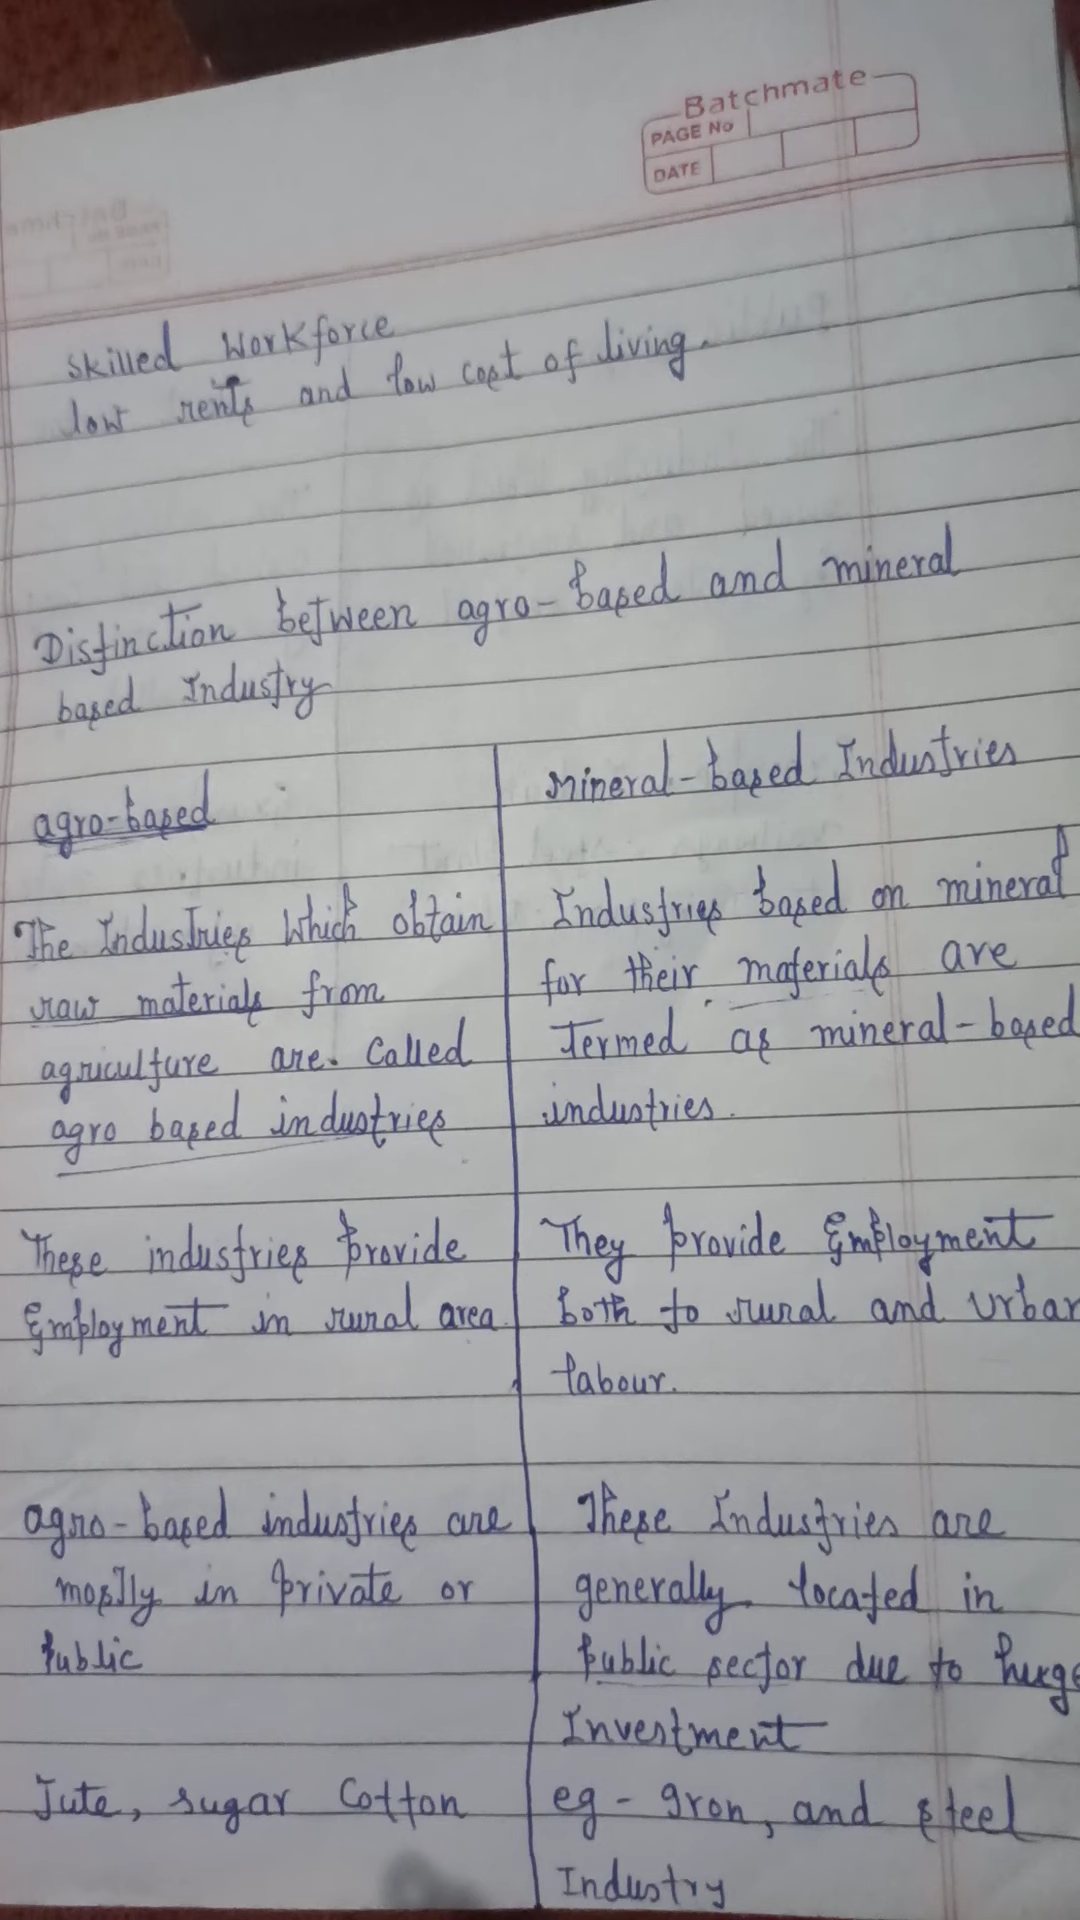 Batchmate
PAGE No
DATE
skilled workforce
low rents and low cost of living.
Distinction between agro-based and mineral
based Industry
agro-based
The Industries which obtain
raw materials from
agriculture are. called
agro based industries
These industries provide
Employment in rural area.
agro-based industries are
mostly in private or
public
Jute, sugar cotton
Mineral-based Industries
Industries based on mineral
for their materials are
termed as mineral-based
industries.
They provide Employment
both to rural and urban
labour.
These Industries are
generally located in
public sector due to huge
Investment
eg - Iron, and steel
Industry